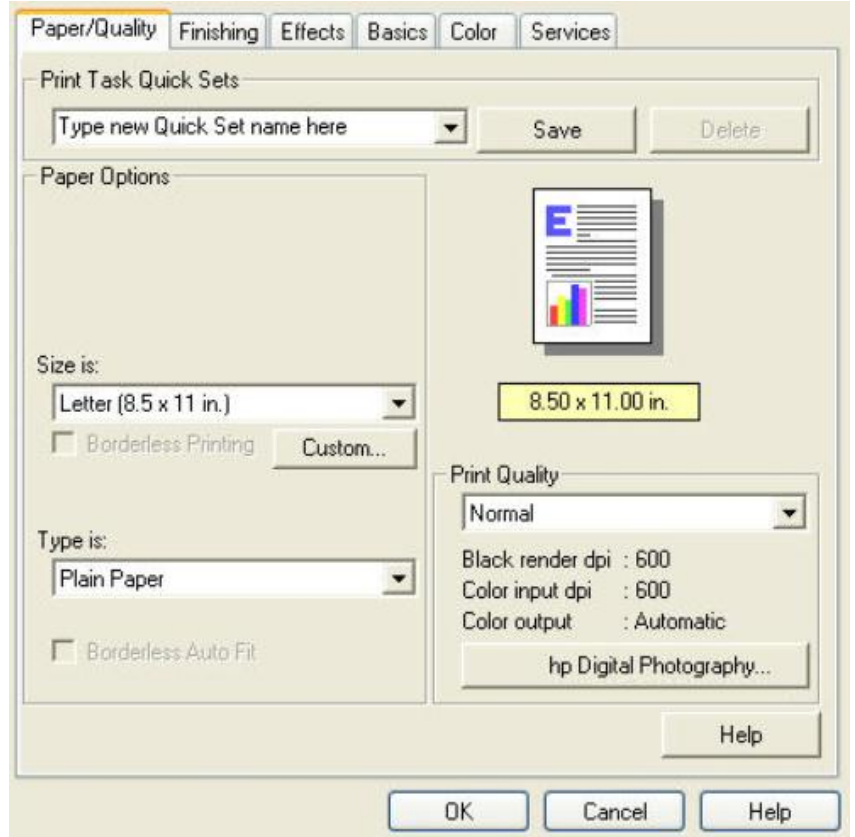 Paper/Quality Finishing Effects Basics Color Services
Print Task Quick Sets
Type new Quick Set name here Save Delete
Paper Options
E
Size is:
Letter (8.5 x 11 in.)
8.50 x 11.00 in.
Borderless Printing Custom...
Print Quality
Normal
Type is:
Plain Paper
Black render dpi : 600
Color input dpi : 600
Color output : Automatic
Borderless Auto Fit
hp Digital Photography...
Help
OK Cancel Help